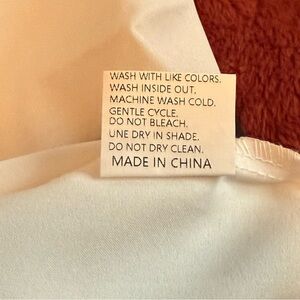 WASH WITH LIKE COLORS.
WASH INSIDE OUT.
MACHINE WASH COLD.
GENTLE CYCLE.
DO NOT BLEACH.
UNE DRY IN SHADE.
DO NOT DRY CLEAN.
MADE IN CHINA